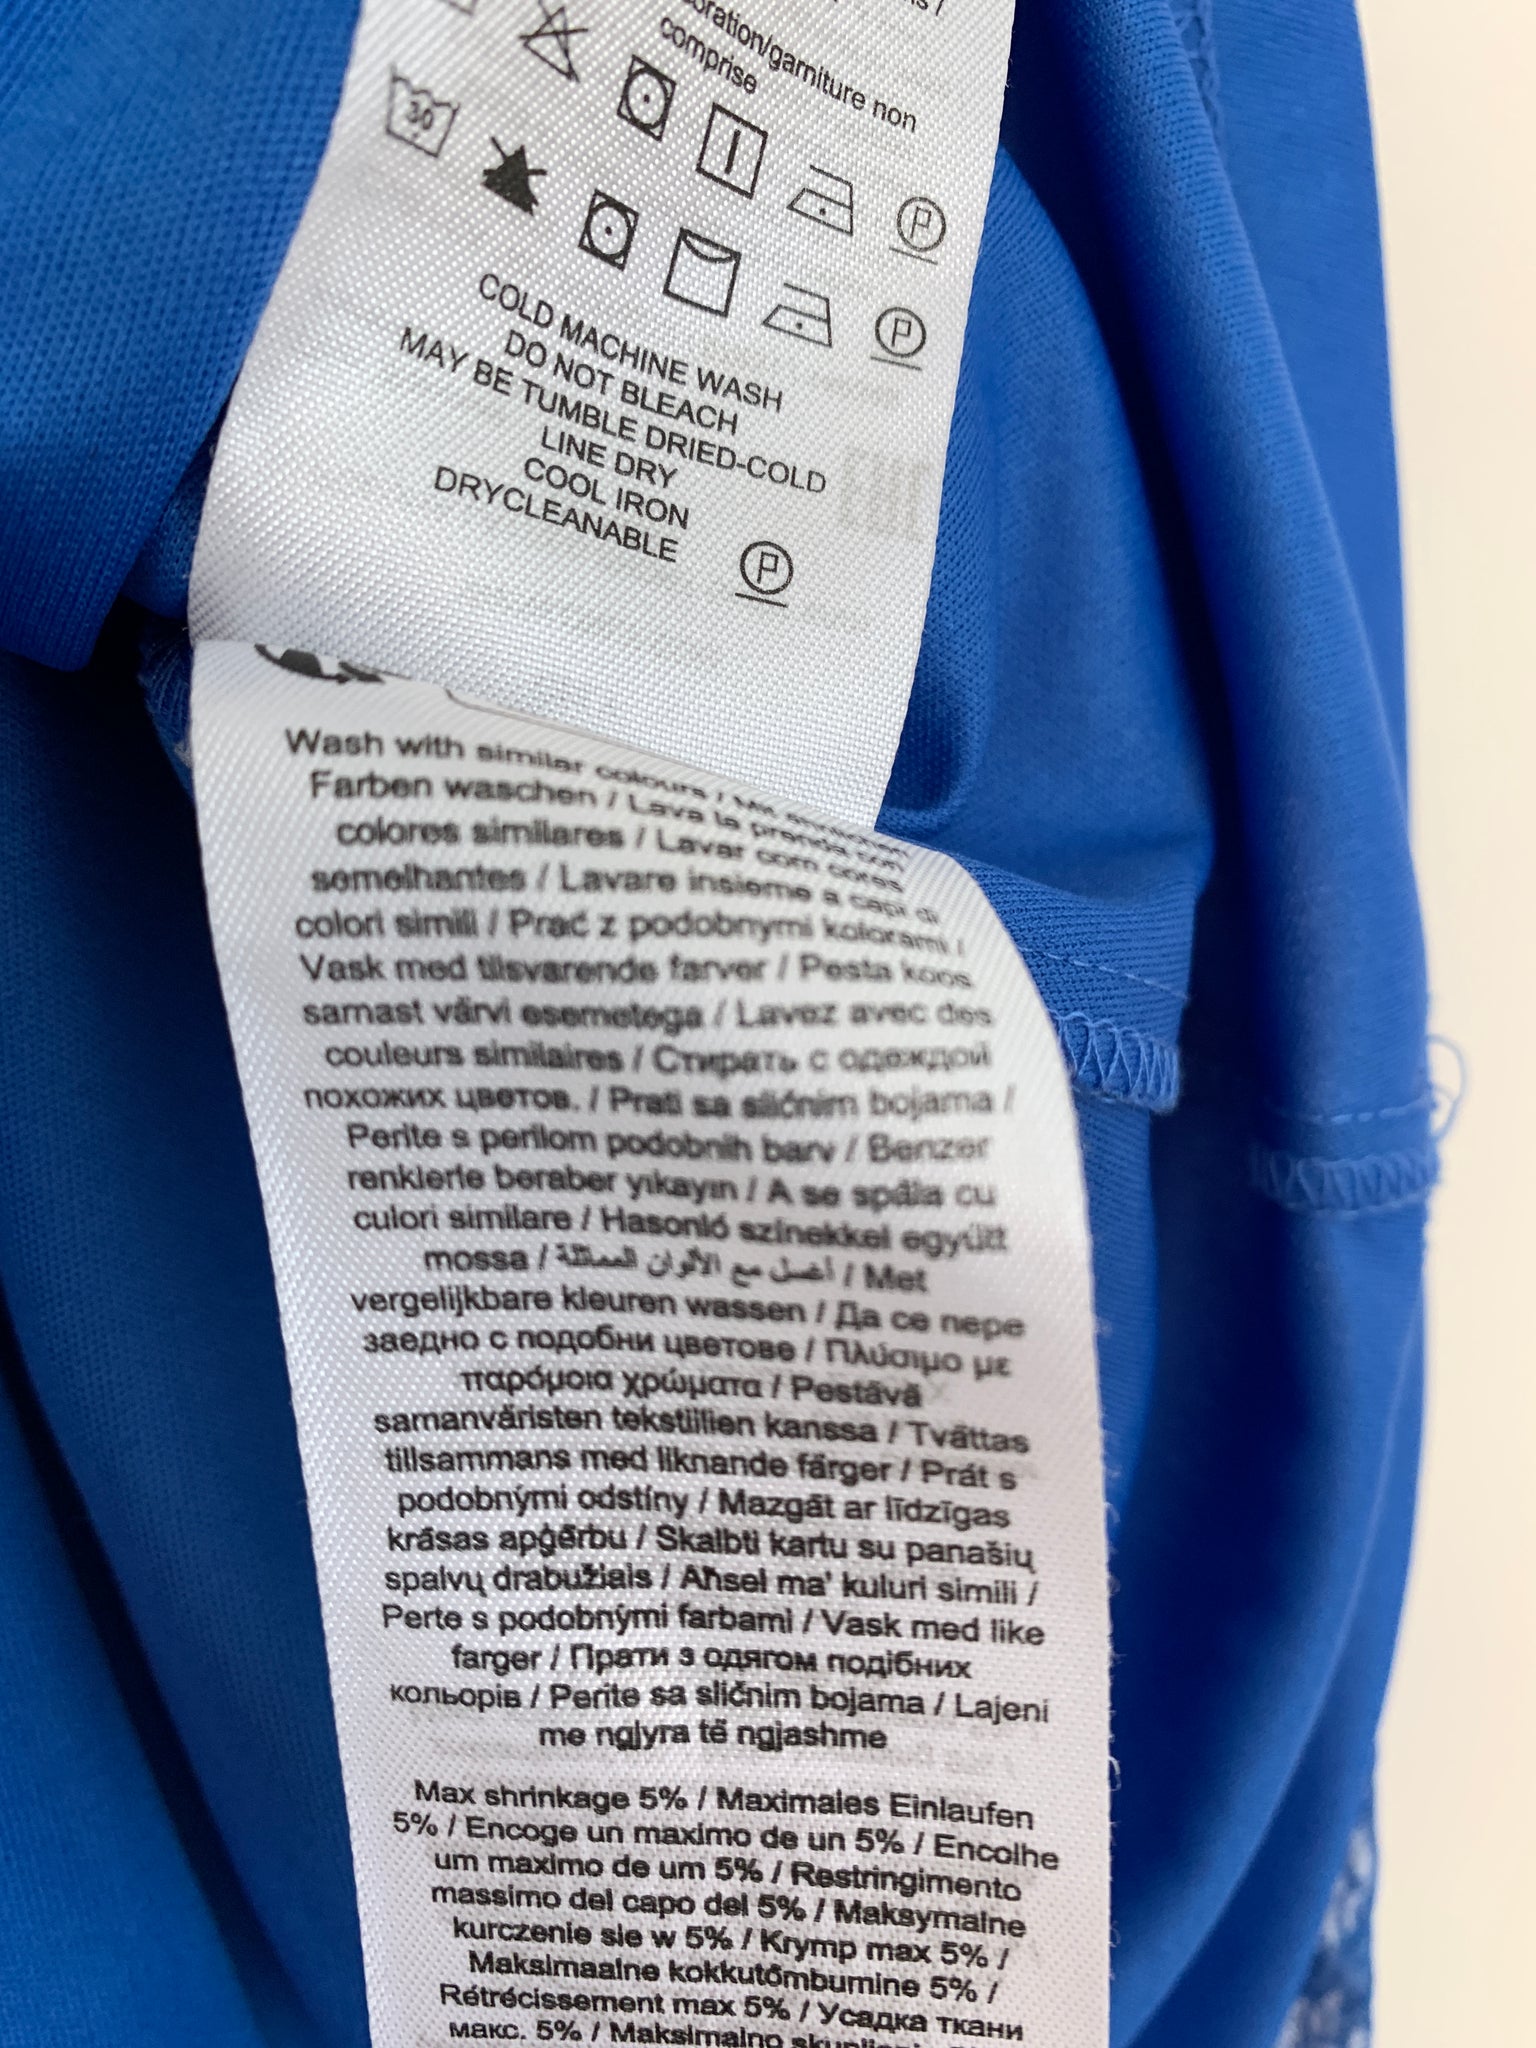 comprise
garniture non
30
P
30
P
COLD MACHINE WASH
DO NOT BLEACH
MAY BE TUMBLE DRIED-COLD
LINE DRY
COOL IRON
DRYCLEANABLE
P
Wash with similar colours /
Farben waschen / Lava la prenda con
colores similares / Lavar com cores
semelhantes / Lavare insieme a capi di
colori simili / Prać z podobnymi kolorami /
Vask med tilsvarende farver / Pesta koos
samast värvi esemetega / Lavez avec des
couleurs similaires / Стирать с одеждой
похожих цветов. / Prati sa sličnim bojama /
Perite s perilom podobnih barv / Benzer
renklerle beraber yıkayın / A se spăla cu
culori similare / Hasonló színekkel együtt
mossa / أغسل مع الألوان المماثلة / Met
vergelijkbare kleuren wassen / Да се пере
заедно с подобни цветове / Πλύσιμο με
παρόμοια χρώματα / Pestävä
samanväristen tekstiilien kanssa / Tvättas
tillsammans med liknande färger / Prát s
podobnými odstíny / Mazgāt ar līdzīgas
krāsas apģērbu / Skalbti kartu su panašių
spalvų drabužiais / Aħsel ma' kuluri simili /
Perte s podobnými farbami / Vask med like
farger / Прати з одягом подібних
кольорів / Perite sa sličnim bojama / Lajeni
me ngjyra të ngjashme
Max shrinkage 5% / Maximales Einlaufen
5% / Encoge un maximo de un 5% / Encolhe
um maximo de um 5% / Restringimento
massimo del capo del 5% / Maksymalne
kurczenie sie w 5% / Krymp max 5% /
Maksimaalne kokkutõmbumine 5% /
Rétrécissement max 5% / Усадка ткани
макс. 5% / Maksimalno